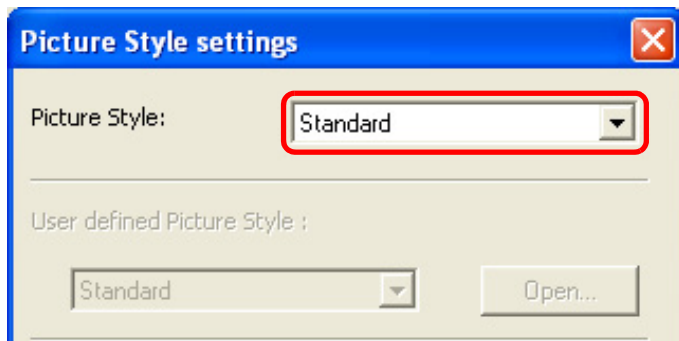 Picture Style settings
Picture Style: Standard
User defined Picture Style :
Standard Open...